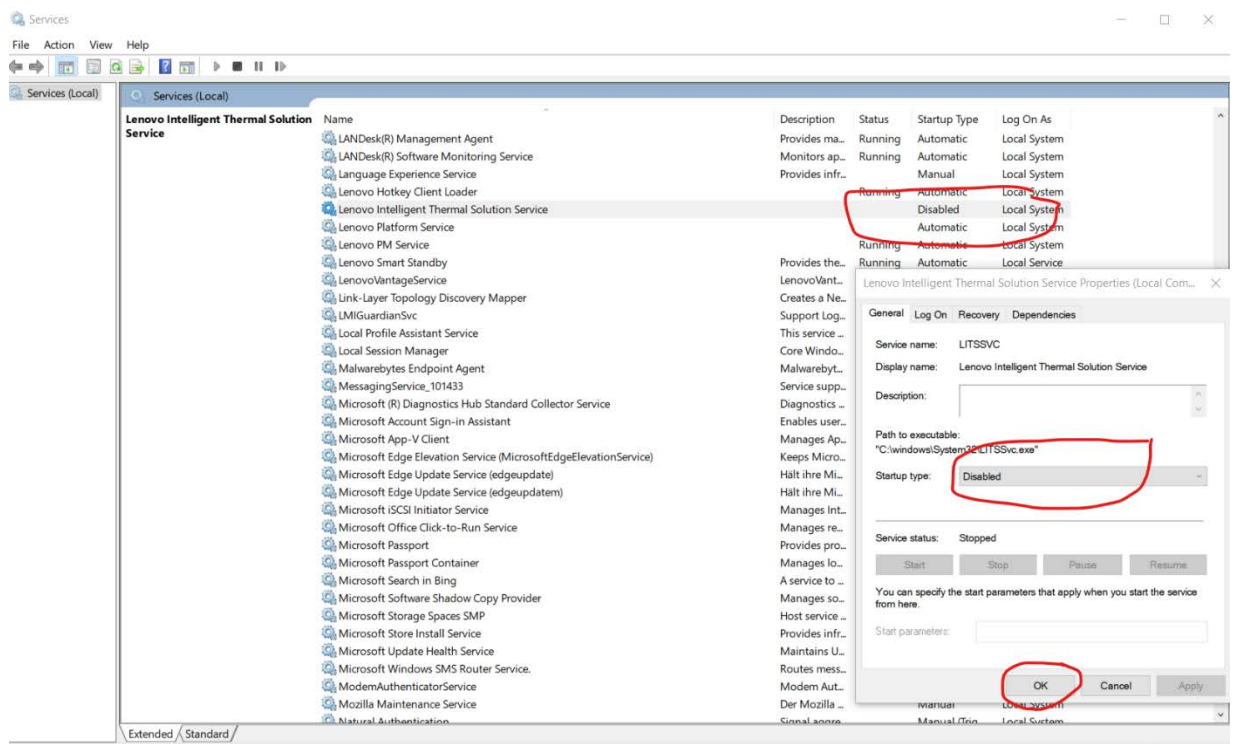 Services
File Action View Help
Services (Local)
Services (Local)
Lenovo Intelligent Thermal Solution Service
Name Description Status Startup Type Log On As
LANDesk(R) Management Agent Provides ma... Running Automatic Local System
LANDesk(R) Software Monitoring Service Monitors ap... Running Automatic Local System
Language Experience Service Provides infr... Manual Local System
Lenovo Hotkey Client Loader Running Automatic Local System
Lenovo Intelligent Thermal Solution Service Disabled Local System
Lenovo Platform Service Automatic Local System
Lenovo PM Service Running Automatic Local System
Lenovo Smart Standby Provides the... Running Automatic Local Service
LenovoVantageService LenovoVant...
Link-Layer Topology Discovery Mapper Creates a Ne...
LMIGuardianSvc Support Log...
Local Profile Assistant Service This service ...
Local Session Manager Core Windo...
Malwarebytes Endpoint Agent Malwarebyt...
MessagingService_101433 Service supp...
Microsoft (R) Diagnostics Hub Standard Collector Service Diagnostics ...
Microsoft Account Sign-in Assistant Enables user...
Microsoft App-V Client Manages Ap...
Microsoft Edge Elevation Service (MicrosoftEdgeElevationService) Keeps Micro...
Microsoft Edge Update Service (edgeupdate) Hält ihre Mi...
Microsoft Edge Update Service (edgeupdatem) Hält ihre Mi...
Microsoft iSCSI Initiator Service Manages Int...
Microsoft Office Click-to-Run Service Manages re...
Microsoft Passport Provides pro...
Microsoft Passport Container Manages lo...
Microsoft Search in Bing A service to ...
Microsoft Software Shadow Copy Provider Manages so...
Microsoft Storage Spaces SMP Host service ...
Microsoft Store Install Service Provides infr...
Microsoft Update Health Service Maintains U...
Microsoft Windows SMS Router Service. Routes mess...
ModemAuthenticatorService Modem Aut...
Mozilla Maintenance Service Der Mozilla ... Manual Local System
Natural Authentication Signal aggre... Manual (Trig... Local System
Extended Standard
Lenovo Intelligent Thermal Solution Service Properties (Local Com...
General Log On Recovery Dependencies
Service name: LITSSVC
Display name: Lenovo Intelligent Thermal Solution Service
Description:
Path to executable:
"C:\windows\System32\LITSSvc.exe"
Startup type: Disabled
Service status: Stopped
Start Stop Pause Resume
You can specify the start parameters that apply when you start the service
from here.
Start parameters:
OK Cancel Apply